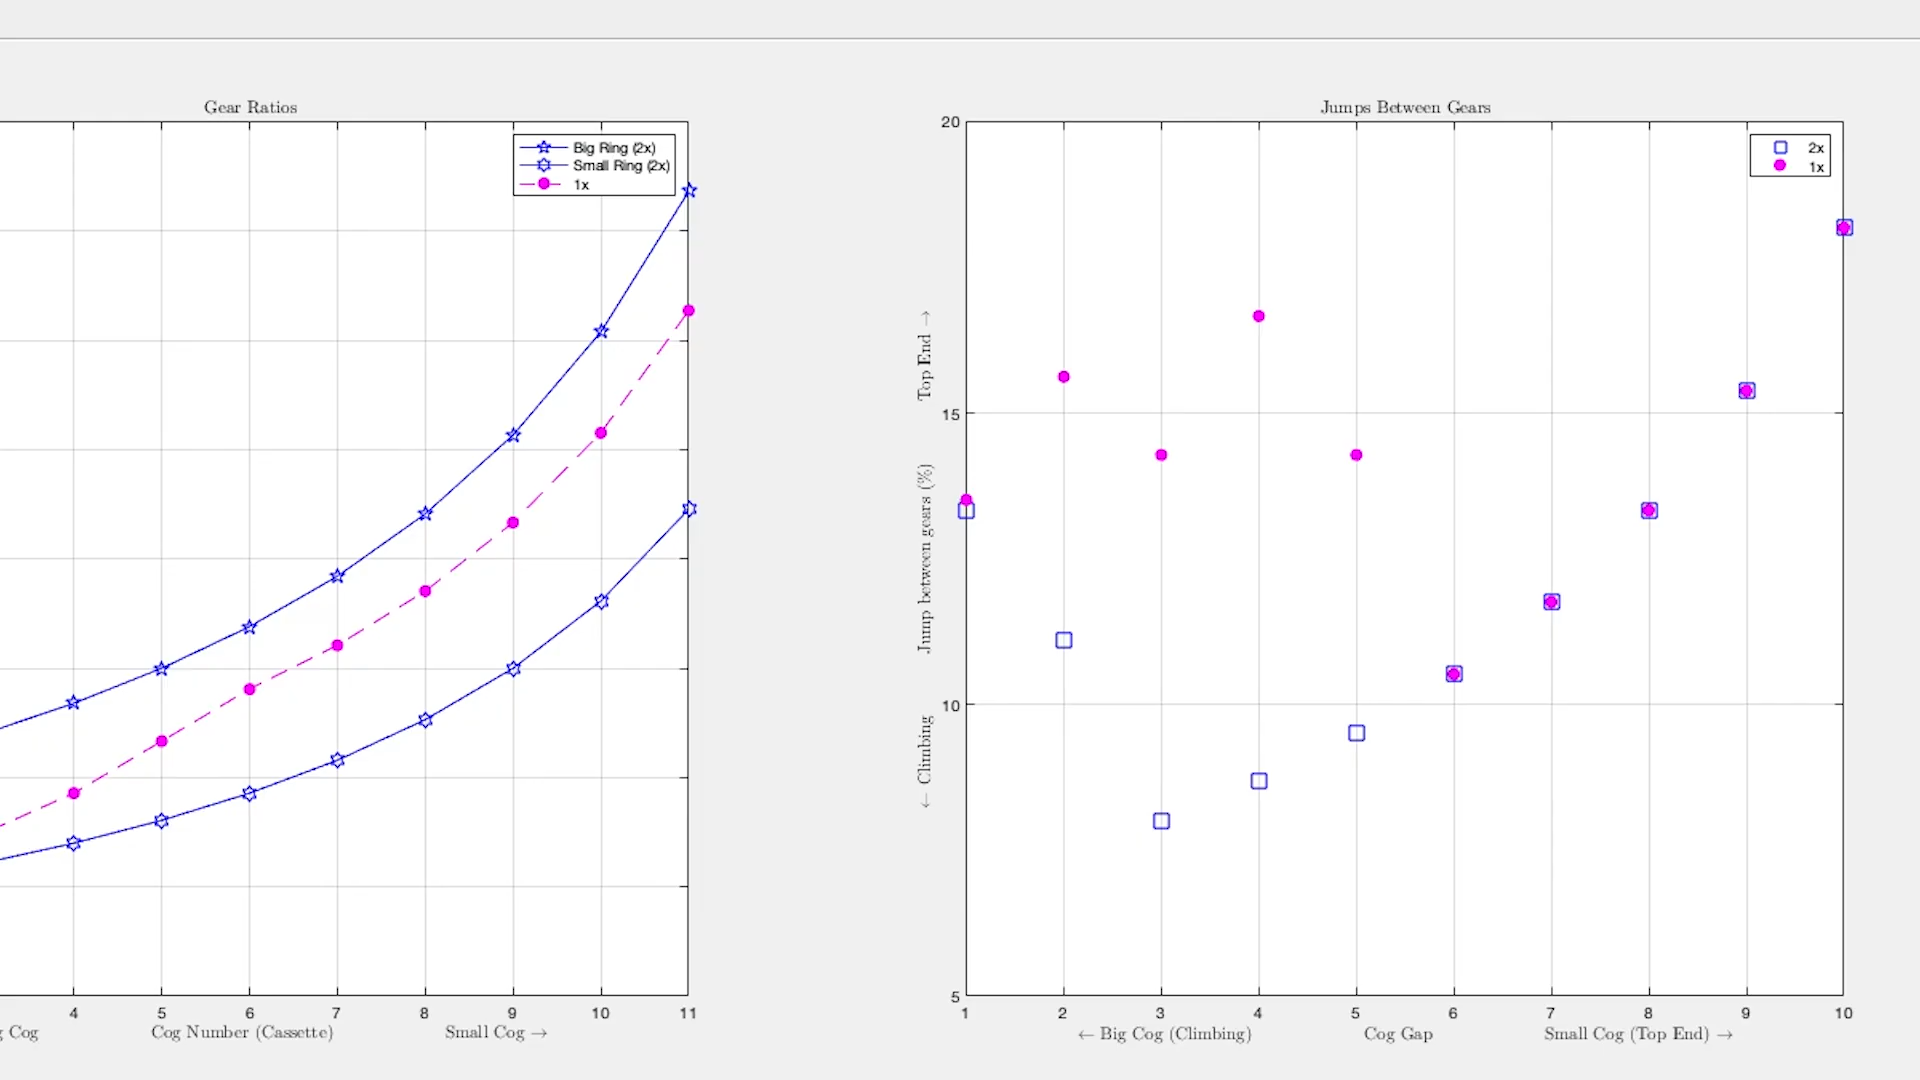 Gear Ratios
Big Ring (2x)
Small Ring (2x)
1x
4 5 6 7 8 9 10 11
Cog Cog Number (Cassette) Small Cog →
Jumps Between Gears
2x
1x
20
15
10
5
← Climbing Jump between gears (%) Top End →
1 2 3 4 5 6 7 8 9 10
← Big Cog (Climbing) Cog Gap Small Cog (Top End) →